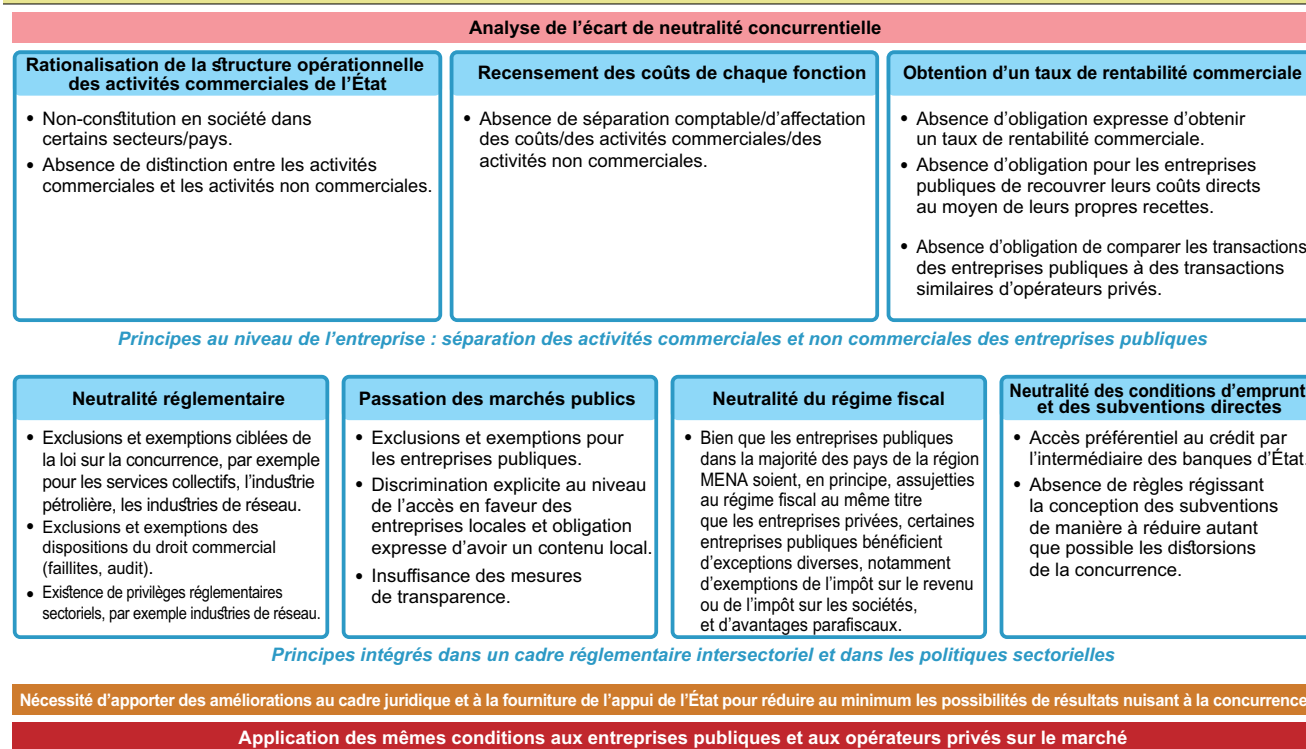 Analyse de l’écart de neutralité concurrentielle
Rationalisation de la structure opérationnelle
des activités commerciales de l’État
• Non-constitution en société dans
certains secteurs/pays.
• Absence de distinction entre les activités
commerciales et les activités non commerciales.
Recensement des coûts de chaque fonction
• Absence de séparation comptable/d’affectation
des coûts/des activités commerciales/des
activités non commerciales.
Obtention d’un taux de rentabilité commerciale
• Absence d’obligation expresse d’obtenir
un taux de rentabilité commerciale.
• Absence d’obligation pour les entreprises
publiques de recouvrer leurs coûts directs
au moyen de leurs propres recettes.
• Absence d’obligation de comparer les transactions
des entreprises publiques à des transactions
similaires d’opérateurs privés.
Principes au niveau de l’entreprise : séparation des activités commerciales et non commerciales des entreprises publiques
Neutralité réglementaire
• Exclusions et exemptions ciblées de
la loi sur la concurrence, par exemple
pour les services collectifs, l’industrie
pétrolière, les industries de réseau.
• Exclusions et exemptions des
dispositions du droit commercial
(faillites, audit).
• Existence de privilèges réglementaires
sectoriels, par exemple industries de réseau.
Passation des marchés publics
• Exclusions et exemptions pour
les entreprises publiques.
• Discrimination explicite au niveau
de l’accès en faveur des
entreprises locales et obligation
expresse d’avoir un contenu local.
• Insuffisance des mesures
de transparence.
Neutralité du régime fiscal
• Bien que les entreprises publiques
dans la majorité des pays de la région
MENA soient, en principe, assujetties
au régime fiscal au même titre
que les entreprises privées, certaines
entreprises publiques bénéficient
d’exceptions diverses, notamment
d’exemptions de l’impôt sur le revenu
ou de l’impôt sur les sociétés,
et d’avantages parafiscaux.
Neutralité des conditions d’emprunt
et des subventions directes
• Accès préférentiel au crédit par
l’intermédiaire des banques d’État.
• Absence de règles régissant
la conception des subventions
de manière à réduire autant
que possible les distorsions
de la concurrence.
Principes intégrés dans un cadre réglementaire intersectoriel et dans les politiques sectorielles
Nécessité d’apporter des améliorations au cadre juridique et à la fourniture de l’appui de l’État pour réduire au minimum les possibilités de résultats nuisant à la concurrence
Application des mêmes conditions aux entreprises publiques et aux opérateurs privés sur le marché